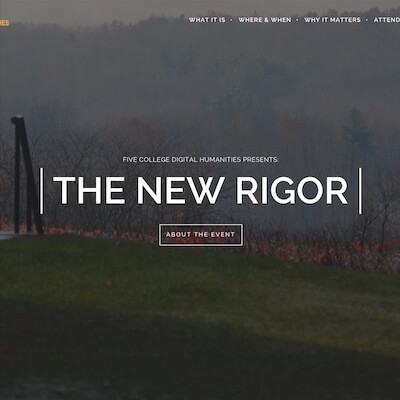 WHAT IT IS • WHERE & WHEN • WHY IT MATTERS • ATTEND
FIVE COLLEGE DIGITAL HUMANITIES PRESENTS:
THE NEW RIGOR
ABOUT THE EVENT